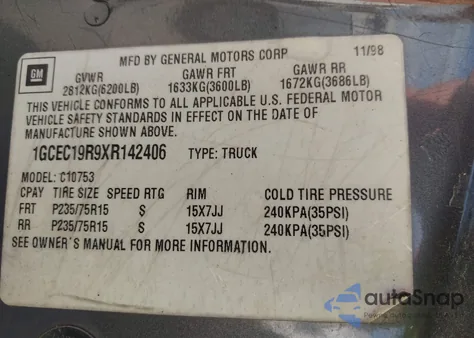 GM
MFD BY GENERAL MOTORS CORP 11/98
GVWR GAWR FRT GAWR RR
2812KG(6200LB) 1633KG(3600LB) 1672KG(3686LB)
THIS VEHICLE CONFORMS TO ALL APPLICABLE U.S. FEDERAL MOTOR
VEHICLE SAFETY STANDARDS IN EFFECT ON THE DATE OF
MANUFACTURE SHOWN ABOVE.
1GCEC19R9XR142406 TYPE: TRUCK
MODEL: C10753
CPAY TIRE SIZE SPEED RTG RIM COLD TIRE PRESSURE
FRT P235/75R15 S 15X7JJ 240KPA(35PSI)
RR P235/75R15 S 15X7JJ 240KPA(35PSI)
SEE OWNER'S MANUAL FOR MORE INFORMATION.
autoSnap